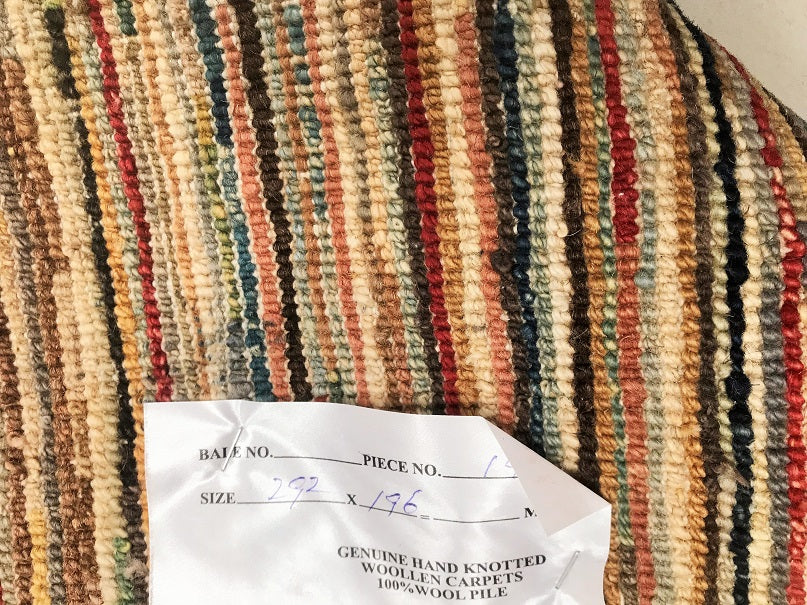 BALE NO. PIECE NO.
SIZE 292 X 196 =
GENUINE HAND KNOTTED
WOOLLEN CARPETS
100%WOOL PILE